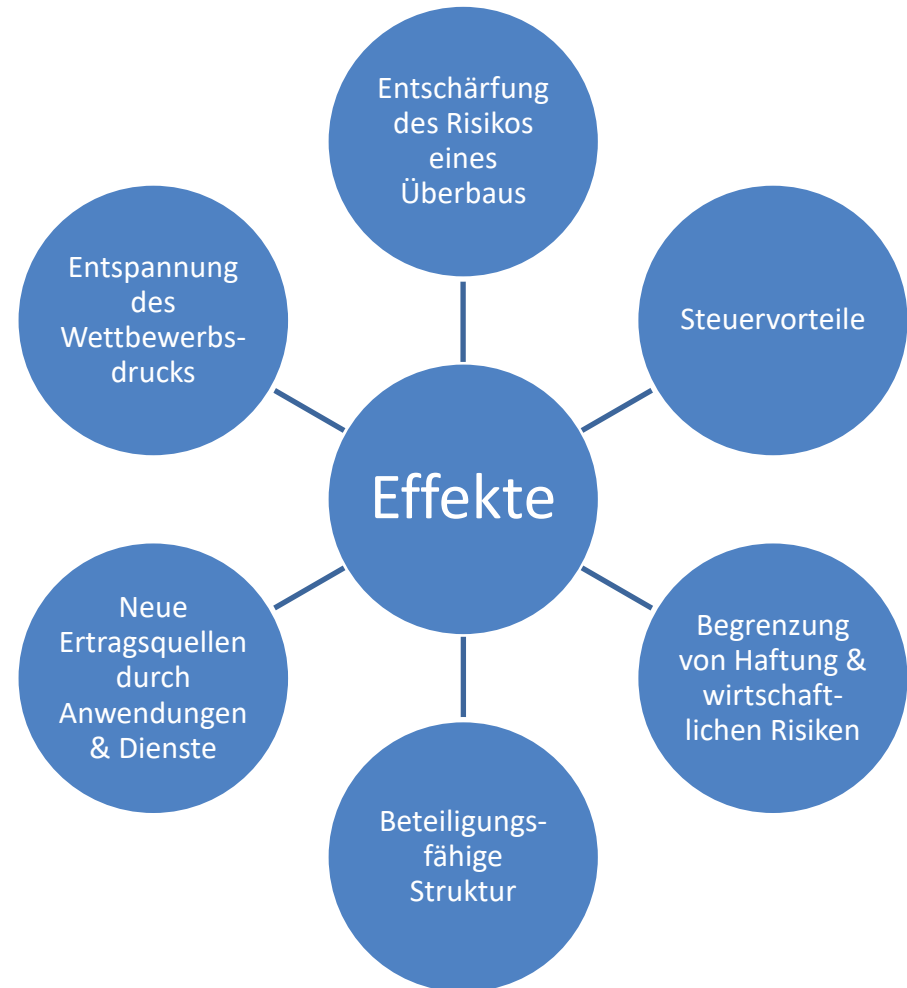 Entschärfung
des Risikos
eines
Überbaus
Steuervorteile
Begrenzung
von Haftung &
wirtschaft-
lichen Risiken
Beteiligungs-
fähige
Struktur
Neue
Ertragsquellen
durch
Anwendungen
& Dienste
Entspannung
des
Wettbewerbs-
drucks
Effekte